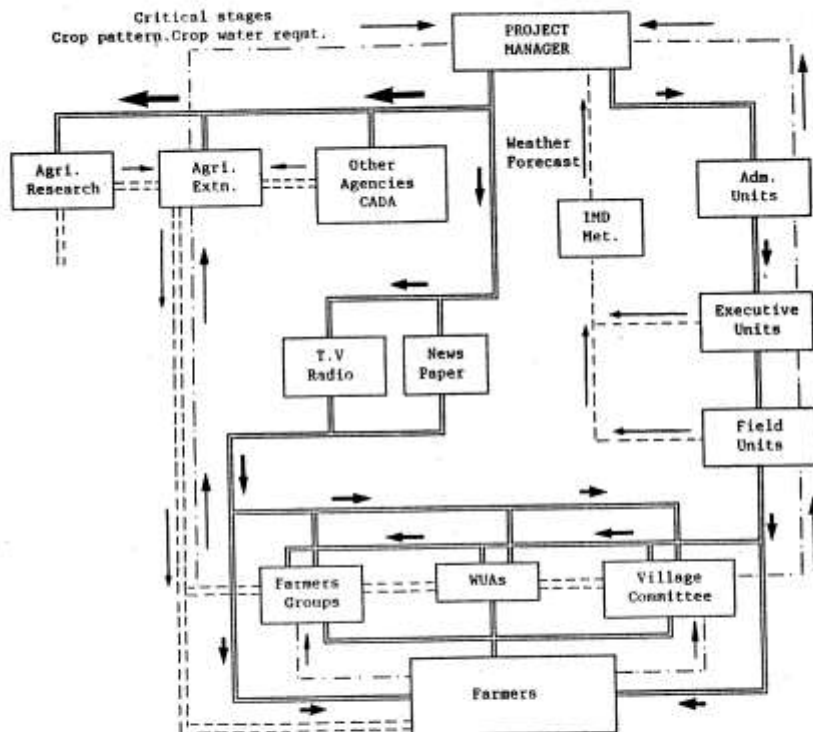 Critical stages
Crop pattern.Crop water reqmt.
PROJECT
MANAGER
Weather
Forecast
Agri.
Research
Agri.
Extn.
Other
Agencies
CADA
Adm.
Units
IMD
Met.
Executive
Units
T.V
Radio
News
Paper
Field
Units
Farmers
Groups
WUAs
Village
Committee
Farmers